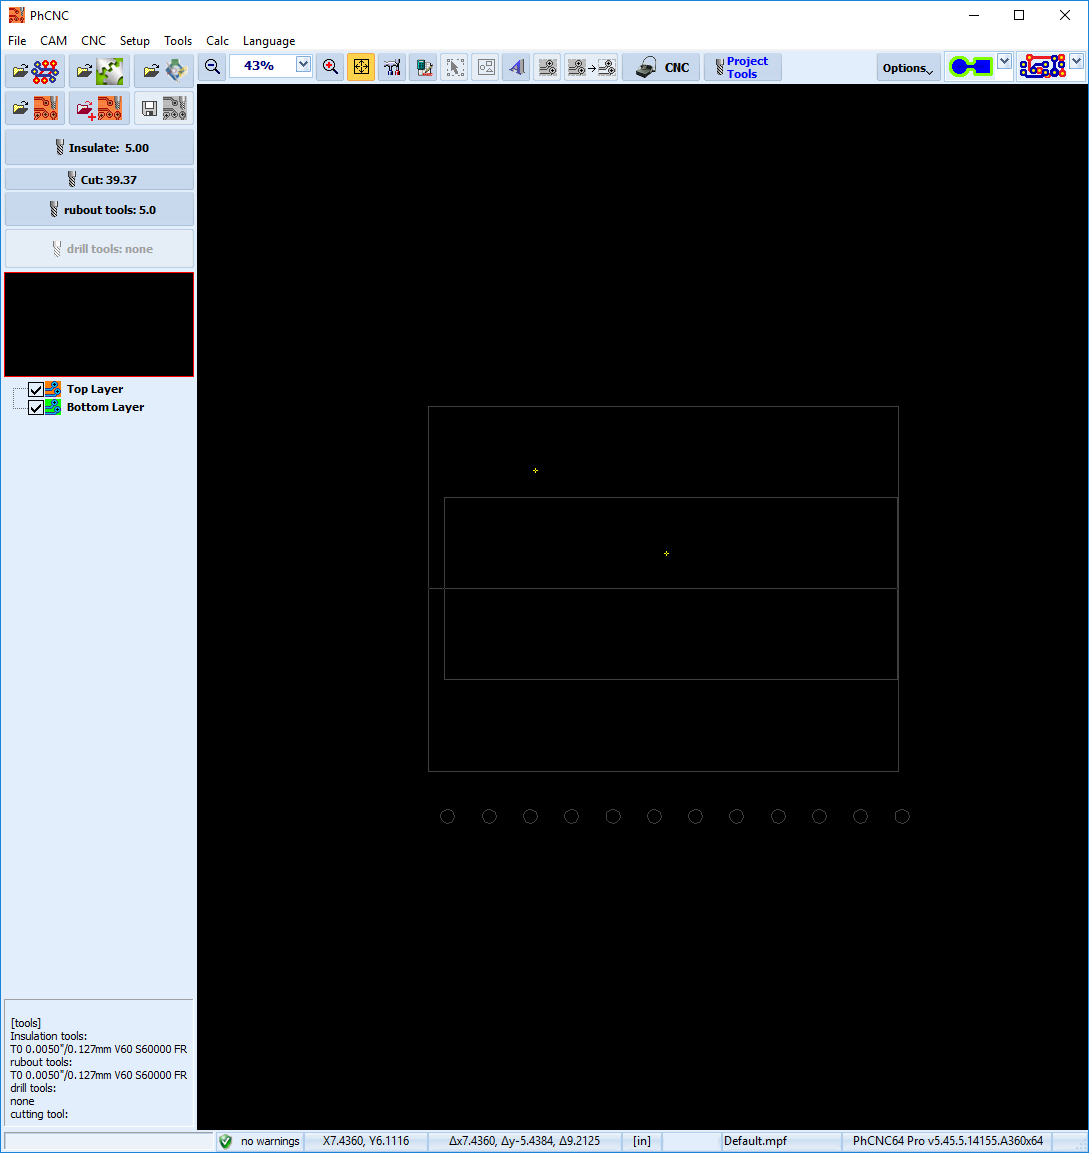 PhCNC
File CAM CNC Setup Tools Calc Language
43%
CNC
Project Tools
Options
Insulate: 5.00
Cut: 39.37
rubout tools: 5.0
drill tools: none
Top Layer
Bottom Layer
[tools]
Insulation tools:
T0 0.0050"/0.127mm V60 S60000 FR
rubout tools:
T0 0.0050"/0.127mm V60 S60000 FR
drill tools:
none
cutting tool:
no warnings X7.4360, Y6.1116 Δx7.4360, Δy-5.4384, Δ9.2125 [in] Default.mpf PhCNC64 Pro v5.45.5.14155.A360x64